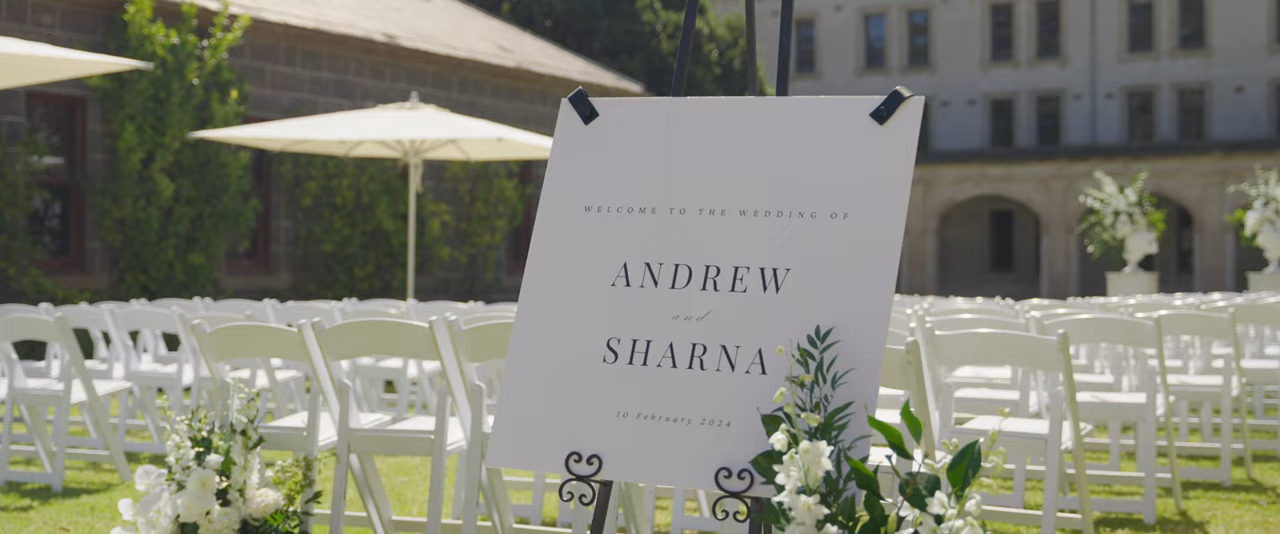 WELCOME TO THE WEDDING OF
ANDREW
and
SHARNA
10 February 2024